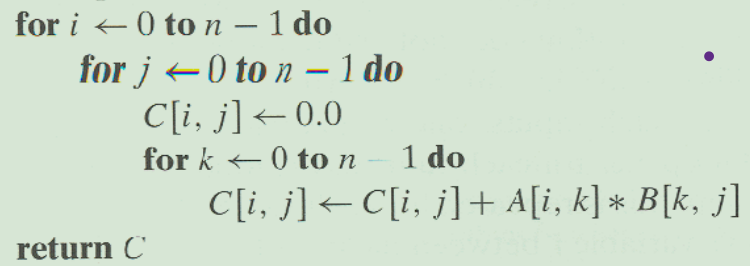 for i ← 0 to n − 1 do
for j ← 0 to n − 1 do
C[i, j] ← 0.0
for k ← 0 to n − 1 do
C[i, j] ← C[i, j] + A[i, k] * B[k, j]
return C